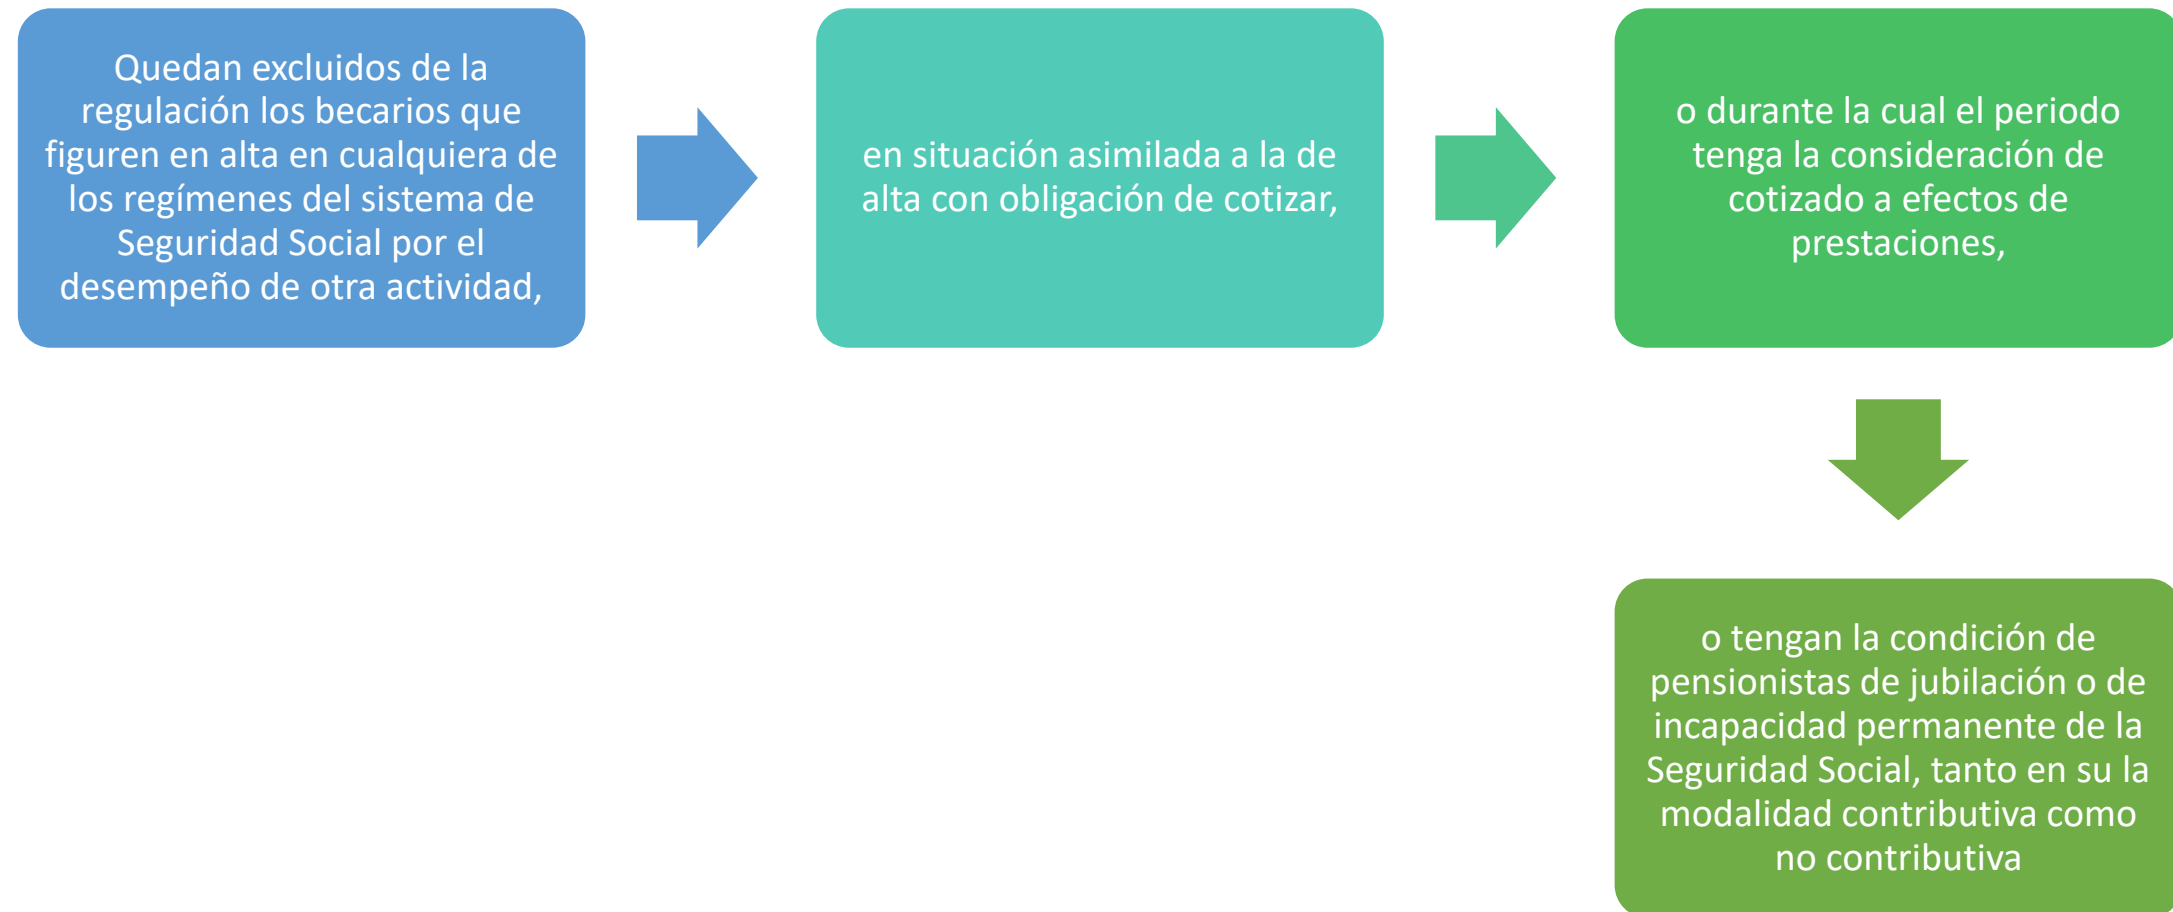 Quedan excluidos de la
regulación los becarios que
figuren en alta en cualquiera de
los regímenes del sistema de
Seguridad Social por el
desempeño de otra actividad,
en situación asimilada a la de
alta con obligación de cotizar,
o durante la cual el periodo
tenga la consideración de
cotizado a efectos de
prestaciones,
o tengan la condición de
pensionistas de jubilación o de
incapacidad permanente de la
Seguridad Social, tanto en su la
modalidad contributiva como
no contributiva